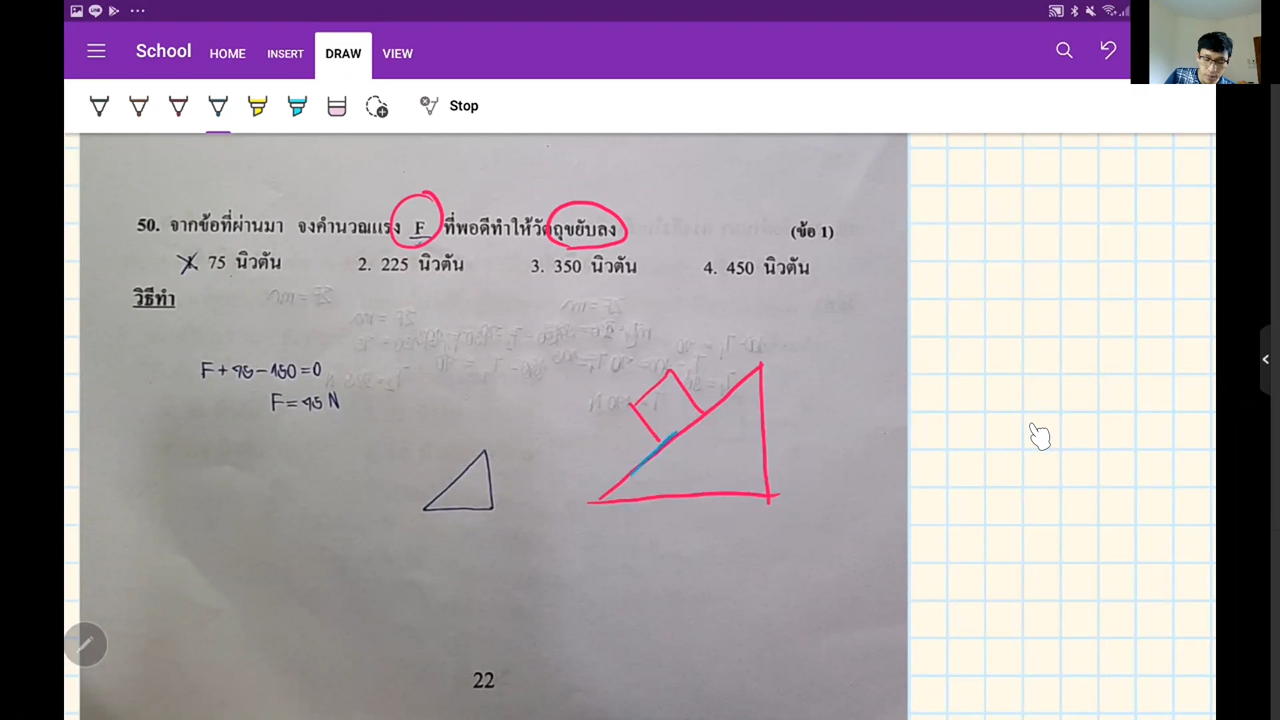 School HOME INSERT DRAW VIEW
Stop
50. จากข้อที่ผ่านมา จงคำนวณแรง F ที่พอดีทำให้วัตถุขยับลง (ข้อ 1)
1. 75 นิวตัน 2. 225 นิวตัน 3. 350 นิวตัน 4. 450 นิวตัน
วิธีทำ
F + 75 - 150 = 0
F = 75 N
22